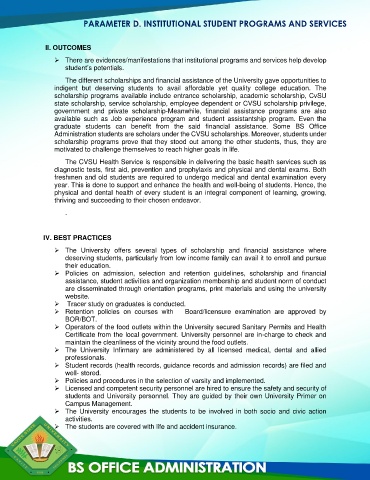 PARAMETER D. INSTITUTIONAL STUDENT PROGRAMS AND SERVICES
II. OUTCOMES
➢ There are evidences/manifestations that institutional programs and services help develop
student's potentials.
The different scholarships and financial assistance of the University gave opportunities to
indigent but deserving students to avail affordable yet quality college education. The
scholarship programs available include entrance scholarship, academic scholarship, CvSU
state scholarship, service scholarship, employee dependent or CVSU scholarship privilege,
government and private scholarship-Meanwhile, financial assistance programs are also
available such as Job experience program and student assistantship program. Even the
graduate students can benefit from the said financial assistance. Some BS Office
Administration students are scholars under the CVSU scholarships. Moreover, students under
scholarship programs prove that they stood out among the other students, thus, they are
motivated to challenge themselves to reach higher goals in life.
The CVSU Health Service is responsible in delivering the basic health services such as
diagnostic tests, first aid, prevention and prophylaxis and physical and dental exams. Both
freshmen and old students are required to undergo medical and dental examination every
year. This is done to support and enhance the health and well-being of students. Hence, the
physical and dental health of every student is an integral component of learning, growing,
thriving and succeeding to their chosen endeavor.
.
IV. BEST PRACTICES
➢ The University offers several types of scholarship and financial assistance where
deserving students, particularly from low income family can avail it to enroll and pursue
their education.
➢ Policies on admission, selection and retention guidelines, scholarship and financial
assistance, student activities and organization membership and student norm of conduct
are disseminated through orientation programs, print materials and using the university
website.
➢ Tracer study on graduates is conducted.
➢ Retention policies on courses with Board/licensure examination are approved by
BOR/BOT.
➢ Operators of the food outlets within the University secured Sanitary Permits and Health
Certificate from the local government. University personnel are in-charge to check and
maintain the cleanliness of the vicinity around the food outlets.
➢ The University Infirmary are administered by all licensed medical, dental and allied
professionals.
➢ Student records (health records, guidance records and admission records) are filed and
well- stored.
➢ Policies and procedures in the selection of varsity and implemented.
➢ Licensed and competent security personnel are hired to ensure the safety and security of
students and University personnel. They are guided by their own University Primer on
Campus Management.
➢ The University encourages the students to be involved in both socio and civic action
activities.
➢ The students are covered with life and accident insurance.
BS OFFICE ADMINISTRATION